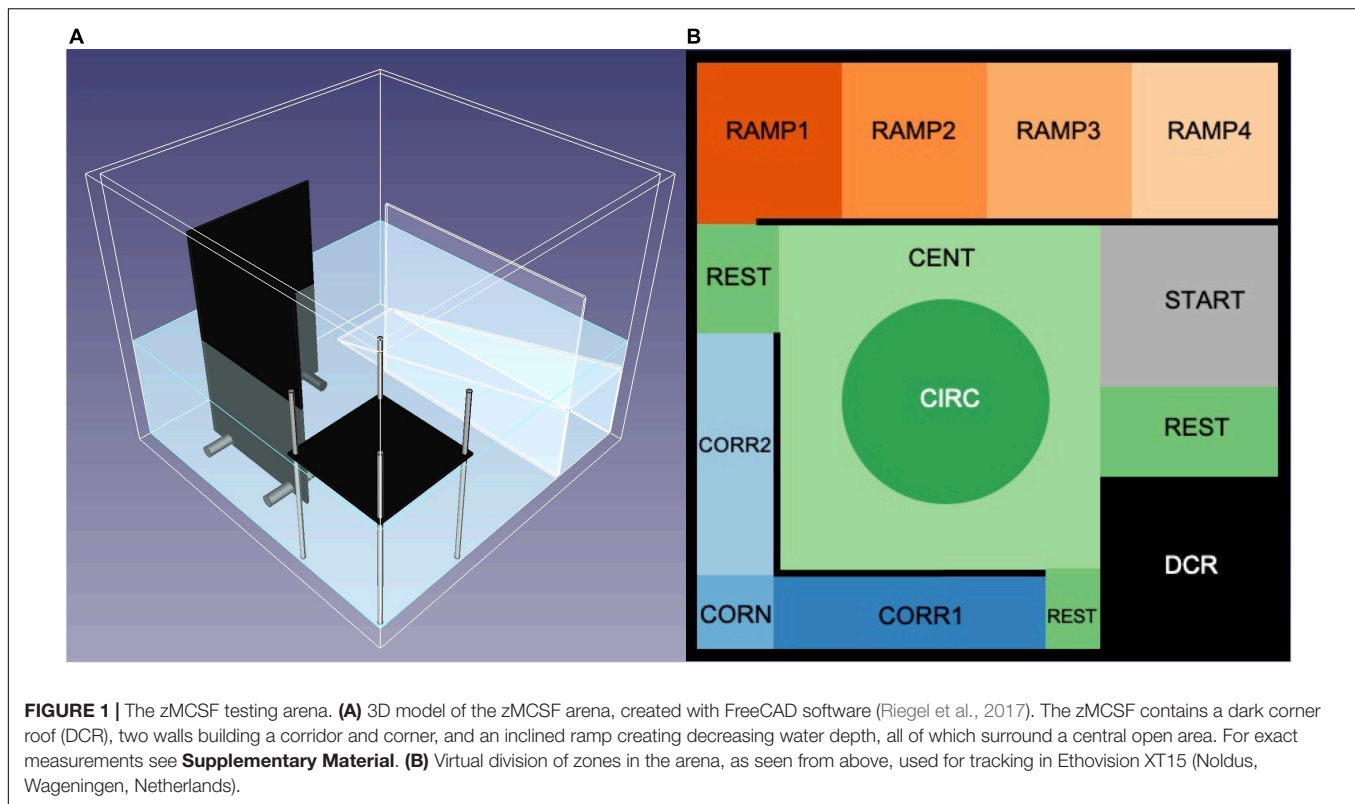 A
B
RAMP1
RAMP2
RAMP3
RAMP4
REST
CENT
START
CIRC
REST
CORR2
DCR
CORN
CORR1
REST
FIGURE 1 | The zMCSF testing arena. (A) 3D model of the zMCSF arena, created with FreeCAD software (Riegel et al., 2017). The zMCSF contains a dark corner
roof (DCR), two walls building a corridor and corner, and an inclined ramp creating decreasing water depth, all of which surround a central open area. For exact
measurements see Supplementary Material. (B) Virtual division of zones in the arena, as seen from above, used for tracking in Ethovision XT15 (Noldus,
Wageningen, Netherlands).